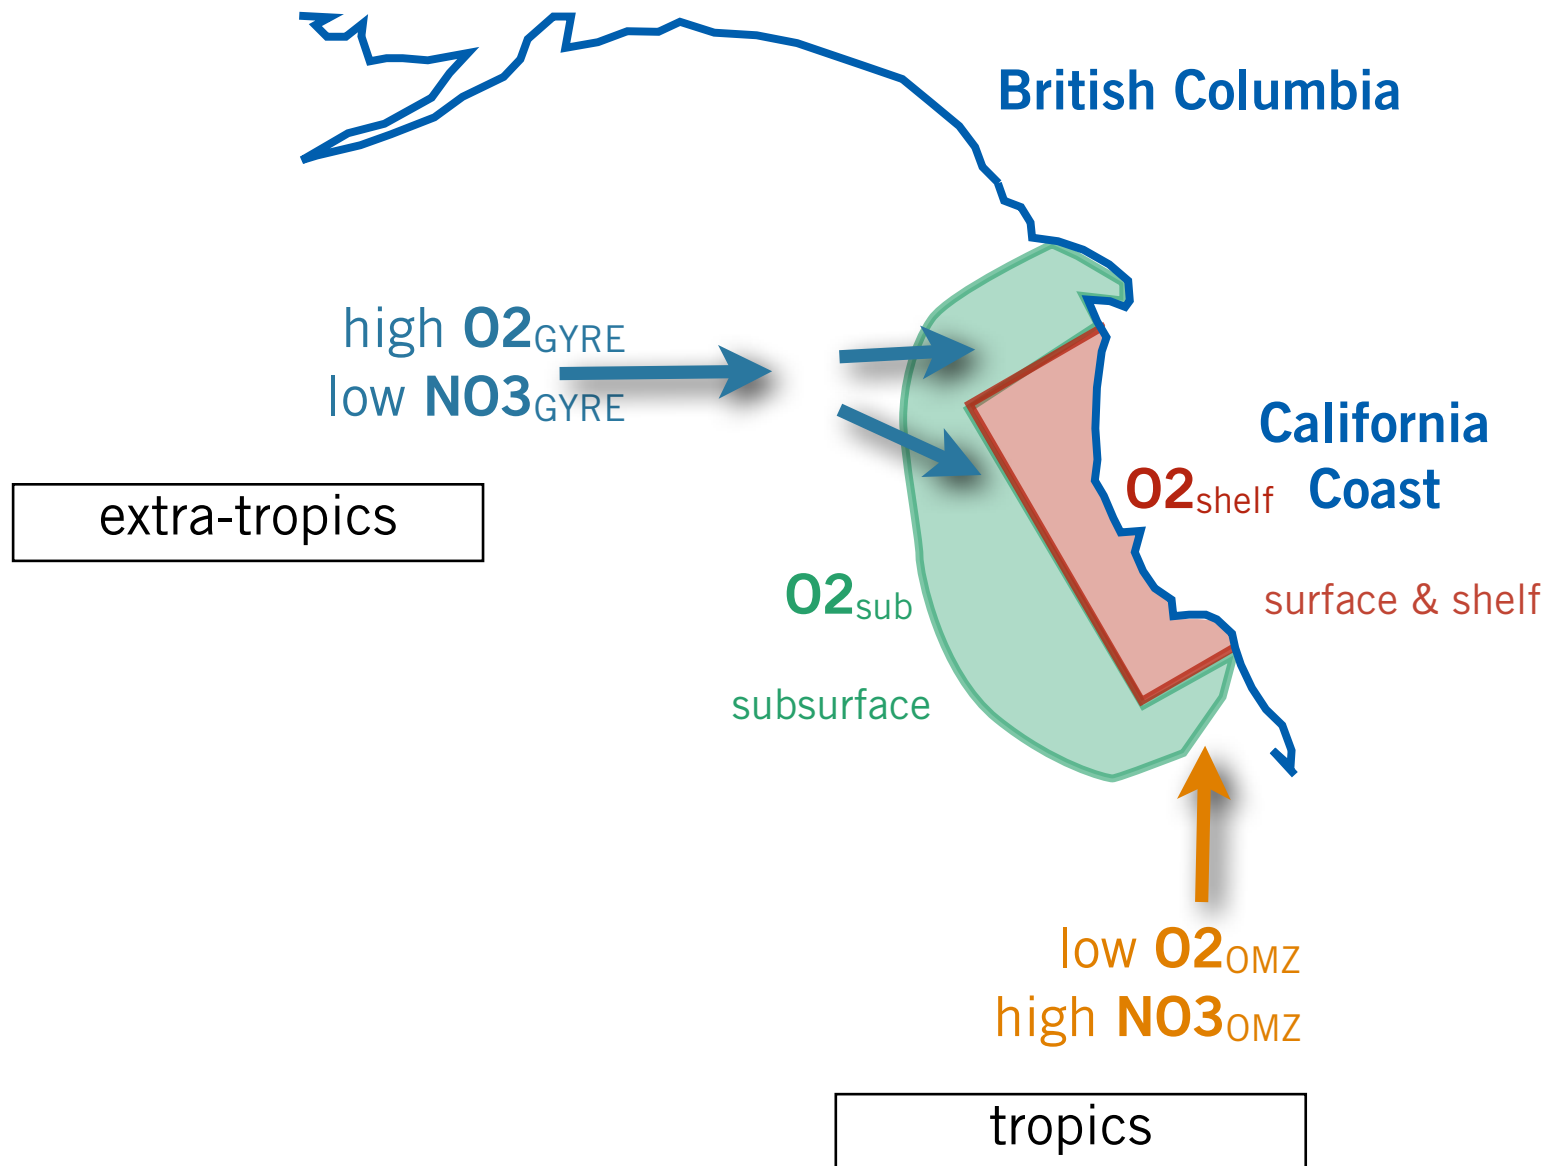 British Columbia
high O2GYRE
low NO3GYRE
California
Coast
O2shelf
extra-tropics
O2sub
surface & shelf
subsurface
low O2OMZ
high NO3OMZ
tropics